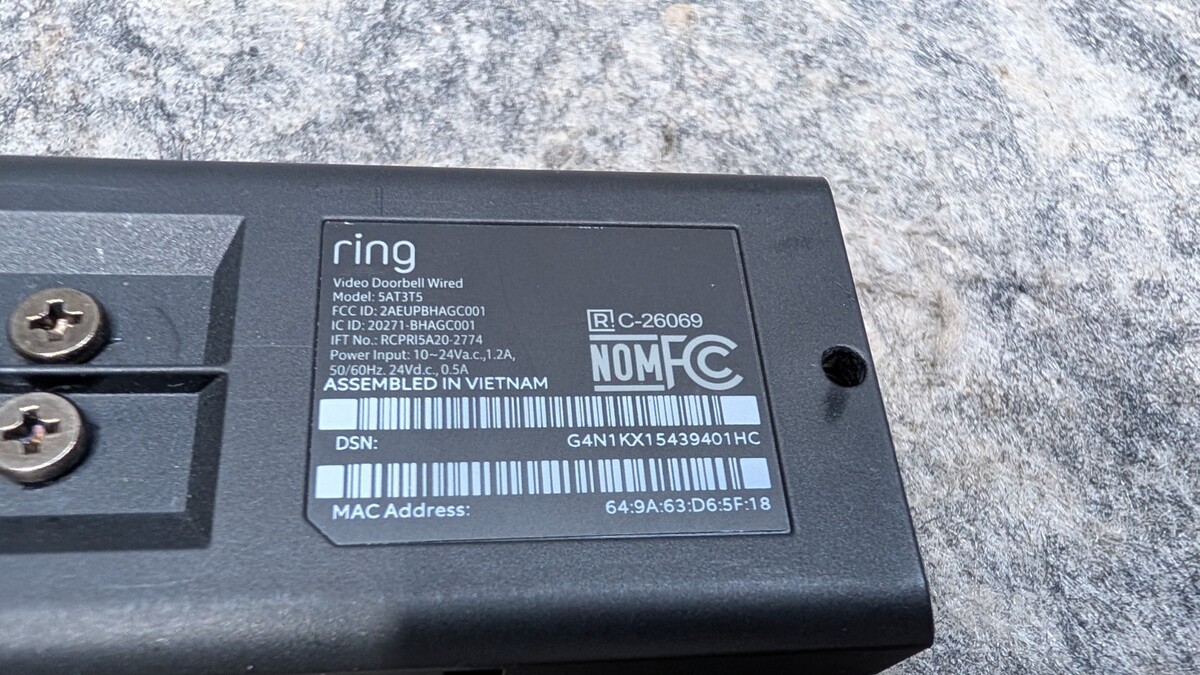 ring
Video Doorbell Wired
Model: 5AT3T5
FCC ID: 2AEUPBHAGC001
IC ID: 20271-BHAGC001
IFT No.: RCPRI5A20-2774
Power Input: 10~24Va.c.,1.2A,
50/60Hz. 24Vd.c., 0.5A
ASSEMBLED IN VIETNAM
R! C-26069
NOM FC
DSN: G4N1KX15439401HC
MAC Address: 64:9A:63:D6:5F:18